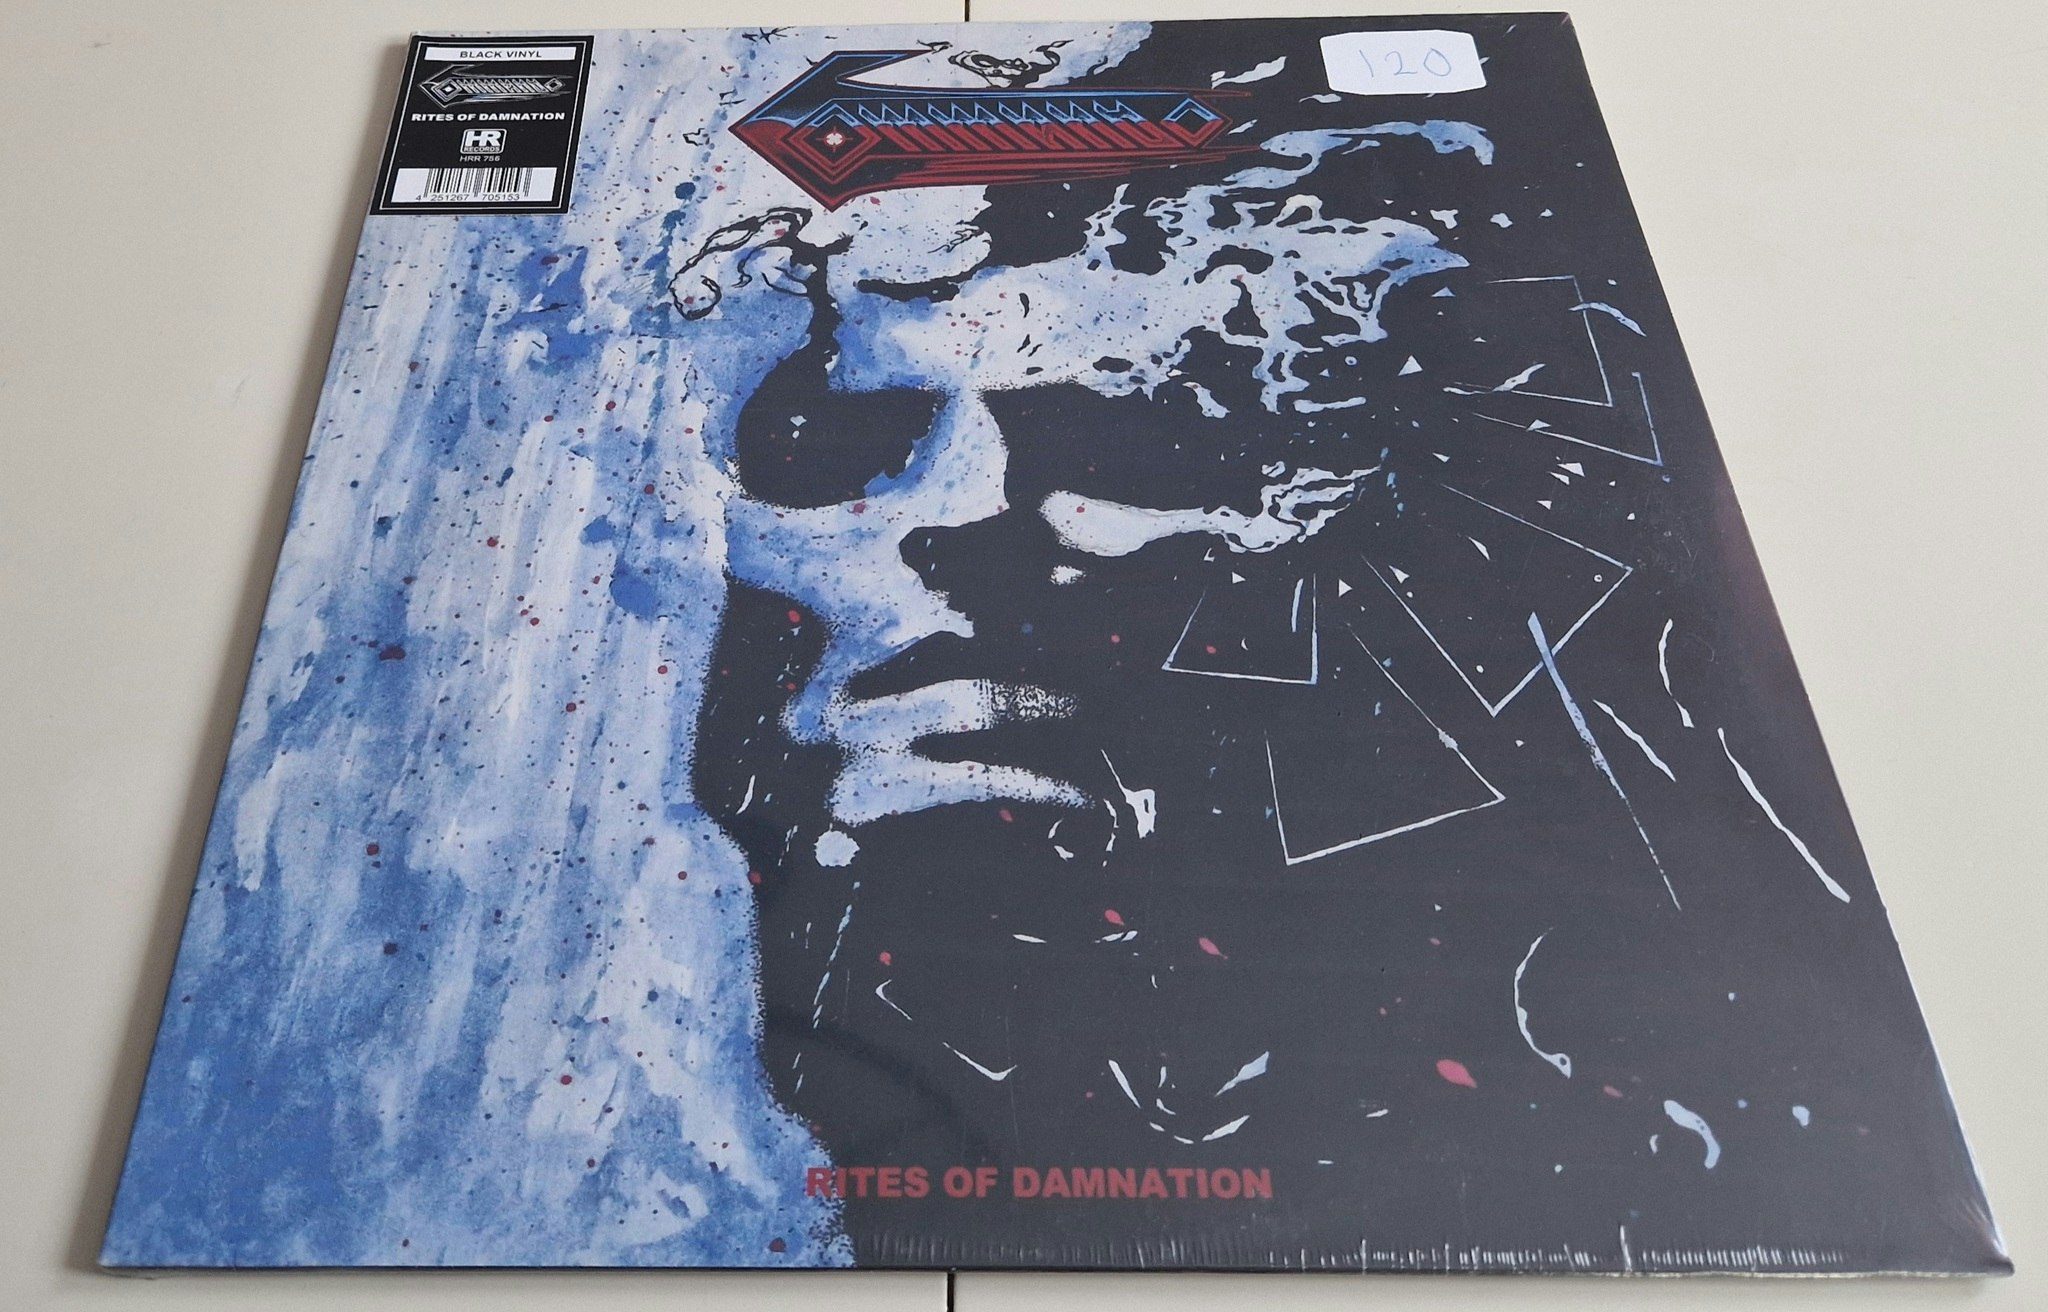 BLACK VINYL
RITES OF DAMNATION
HR
RECORDS
HRR 756
4 251267 705153
120
RITES OF DAMNATION